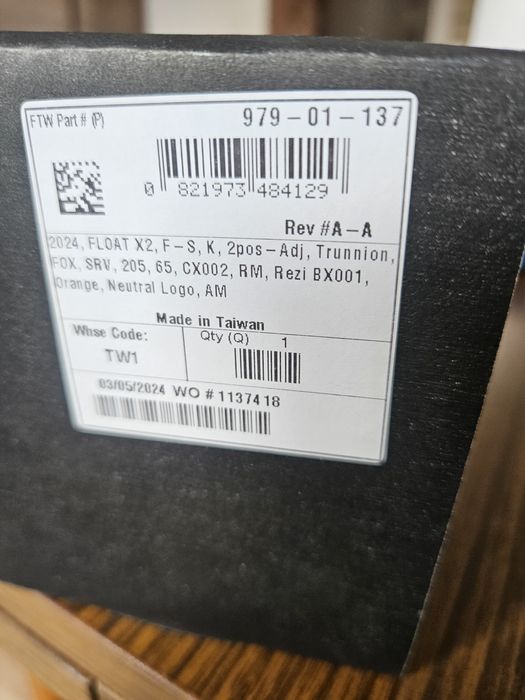 FTW Part # (P)
979-01-137
0 821973 484129
Rev #A-A
2024, FLOAT X2, F-S, K, 2pos-Adj, Trunnion,
FOX, SRV, 205, 65, CX002, RM, Rezi BX001,
Orange, Neutral Logo, AM
Made in Taiwan
Whse Code:
TW1
Qty (Q) 1
03/05/2024 WO # 1137418